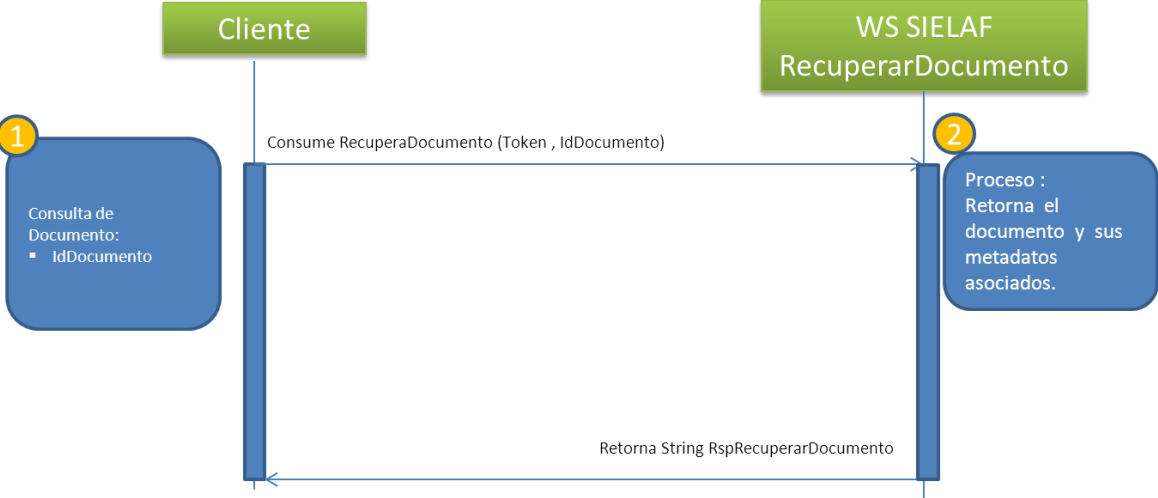 Cliente
WS SIELAF
RecuperarDocumento
1
Consume RecuperaDocumento (Token , IdDocumento)
2
Consulta de
Documento:
▪ IdDocumento
Proceso :
Retorna el
documento y sus
metadatos
asociados.
Retorna String RspRecuperarDocumento